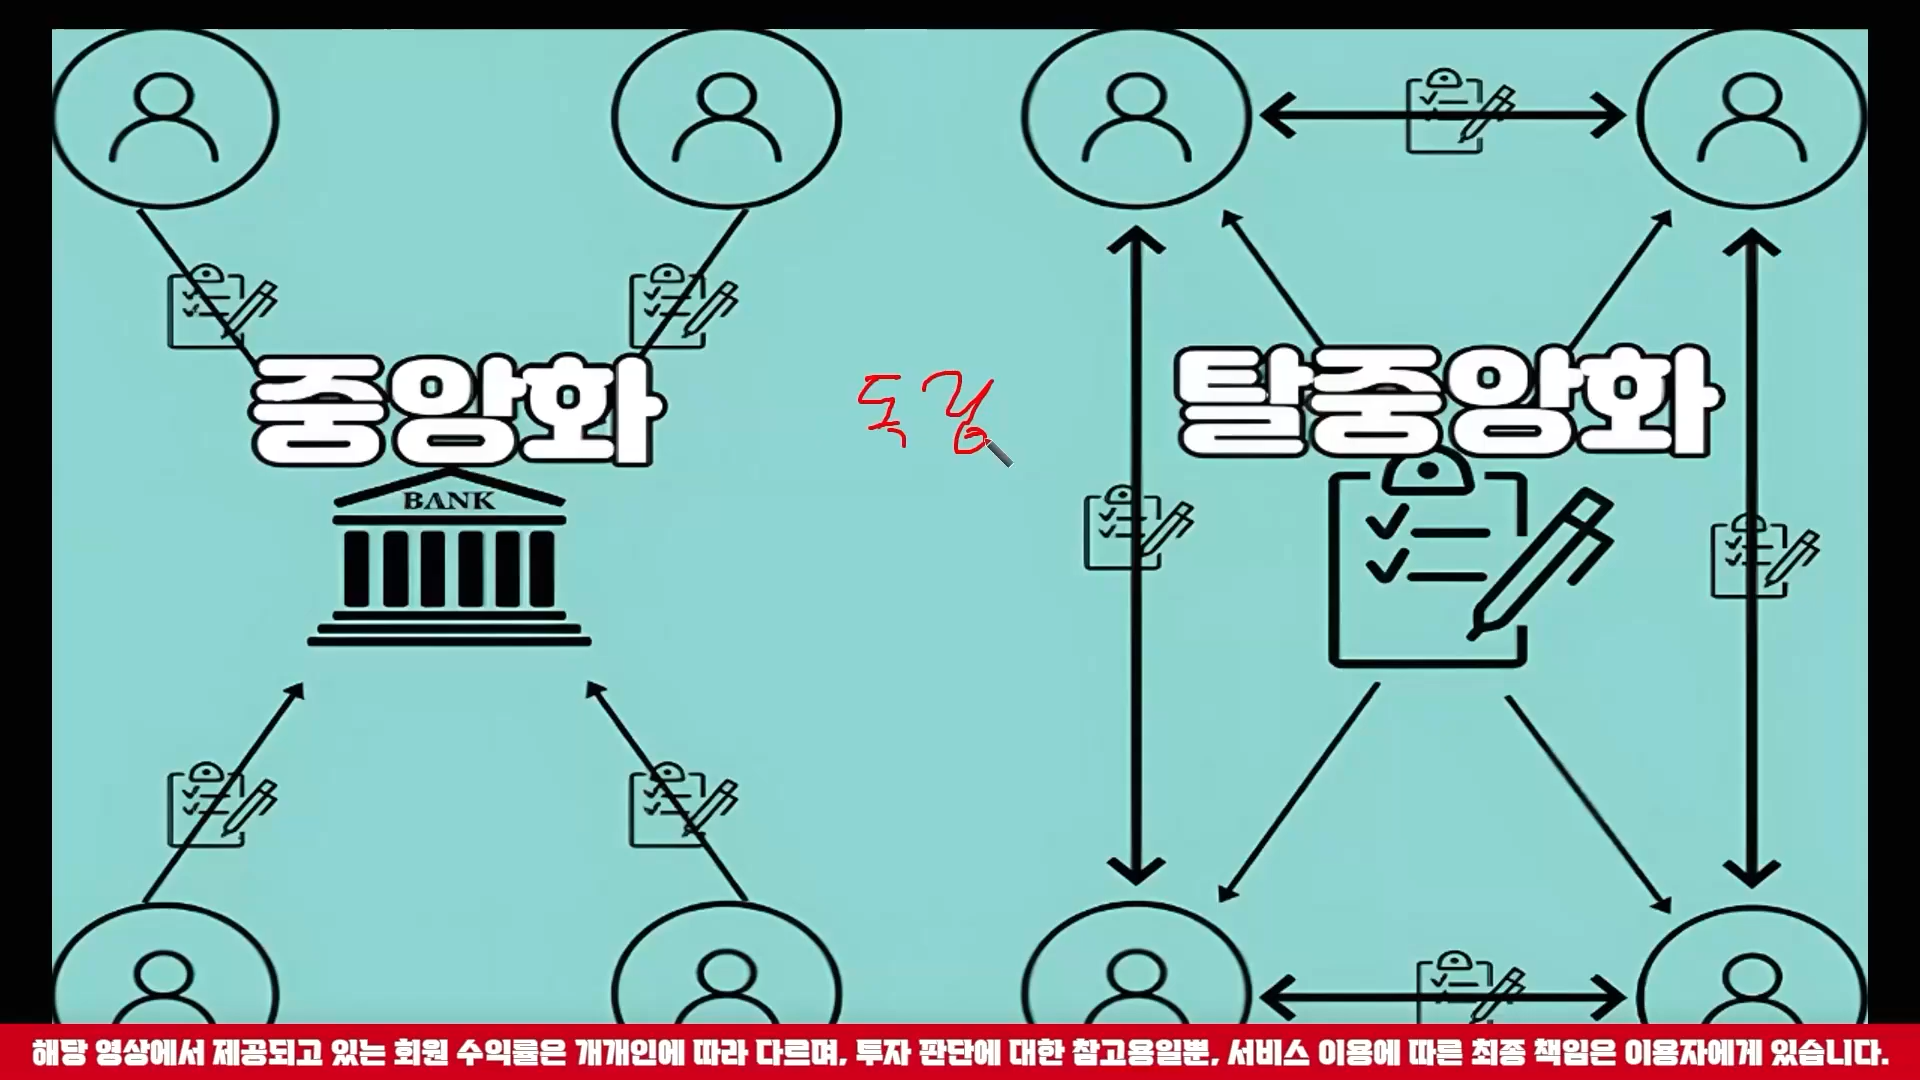 중앙화
독립
탈중앙화
BANK
해당 영상에서 제공되고 있는 회원 수익률은 개개인에 따라 다르며, 투자 판단에 대한 참고용일뿐, 서비스 이용에 따른 최종 책임은 이용자에게 있습니다.